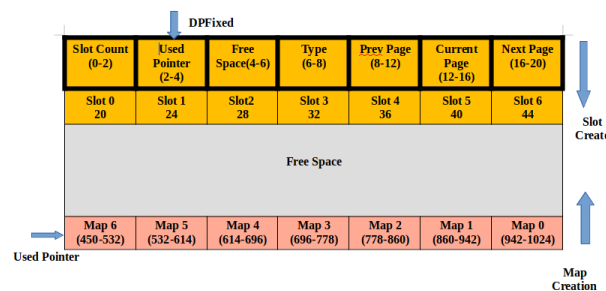 DPFixed
Slot Count Used Free Type Prev Page Current Next Page
(0-2) Pointer Space(4-6) (6-8) (8-12) Page (16-20)
(2-4) (12-16)
Slot 0 Slot 1 Slot2 Slot 3 Slot 4 Slot 5 Slot 6
20 24 28 32 36 40 44
Slot
Create
Free Space
Map 6 Map 5 Map 4 Map 3 Map 2 Map 1 Map 0
(450-532) (532-614) (614-696) (696-778) (778-860) (860-942) (942-1024)
Used Pointer
Map
Creation